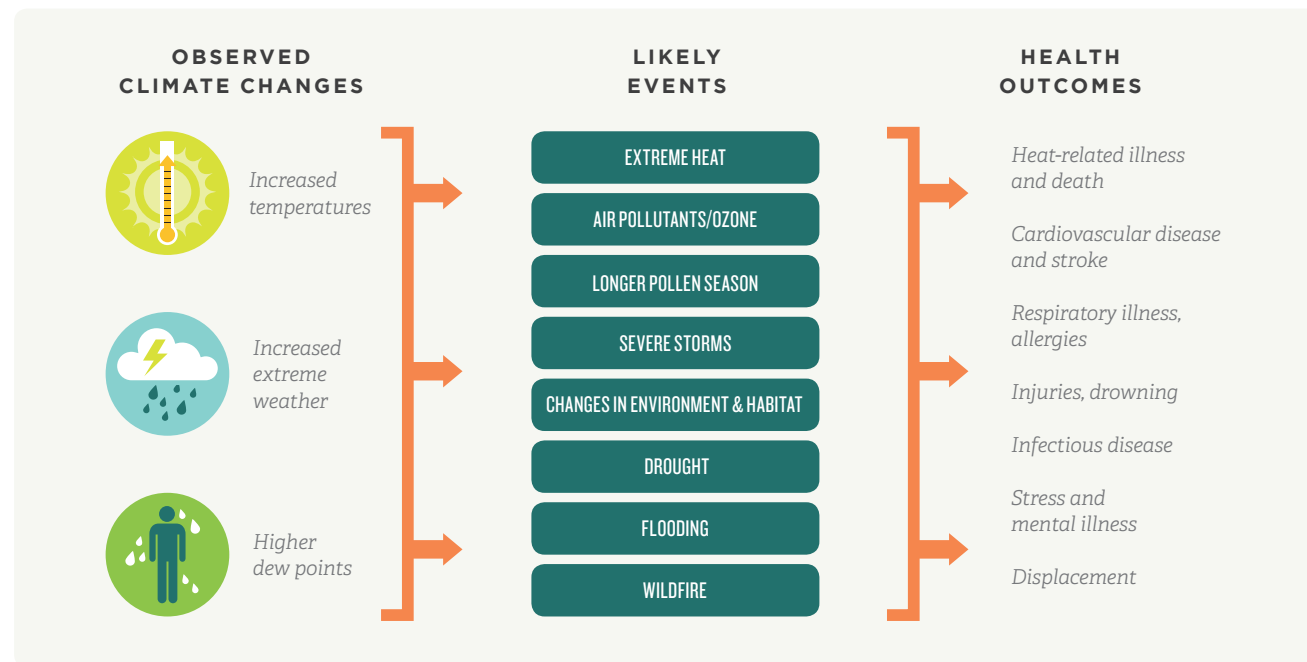 OBSERVED
CLIMATE CHANGES
Increased
temperatures
Increased
extreme
weather
Higher
dew points
LIKELY
EVENTS
EXTREME HEAT
AIR POLLUTANTS/OZONE
LONGER POLLEN SEASON
SEVERE STORMS
CHANGES IN ENVIRONMENT & HABITAT
DROUGHT
FLOODING
WILDFIRE
HEALTH
OUTCOMES
Heat-related illness
and death
Cardiovascular disease
and stroke
Respiratory illness,
allergies
Injuries, drowning
Infectious disease
Stress and
mental illness
Displacement